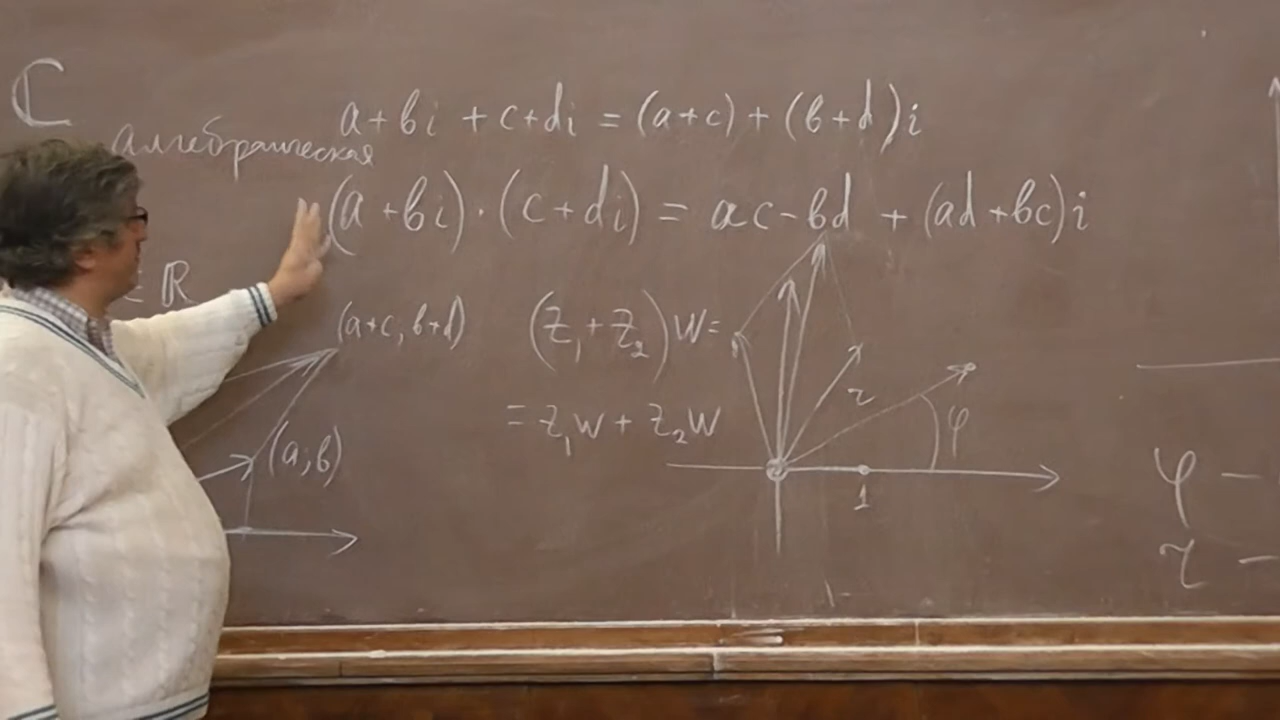 ℂ
a+bi + c+di = (a+c) + (b+d)i
алгебраическая
(a+bi)·(c+di) = ac-bd + (ad+bc)i
∈ ℝ
(a+c, b+d)
(z₁+z₂)w=
= z₁w + z₂w
(a,b)
r
φ
1
φ —
r —